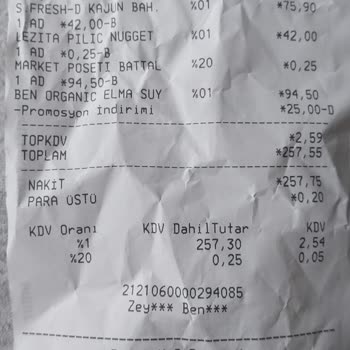 S.FRESH-D KAJUN BAH. %01 *75,90
1 AD *42,00-B
LEZITA PILIC NUGGET %01 *42,00
1 AD *0,25-B
MARKET POSETI BATTAL %20 *0,25
1 AD *94,50-B
BEN ORGANIC ELMA SUY %01 *94,50
-Promosyon İndirimi *25,00-D
TOPKDV *2,59
TOPLAM *257,55
NAKİT *257,75
PARA ÜSTÜ *0,20
KDV Oranı KDV DahilTutar KDV
%1 257,30 2,54
%20 0,25 0,05
2121060000294085
Zey*** Ben***